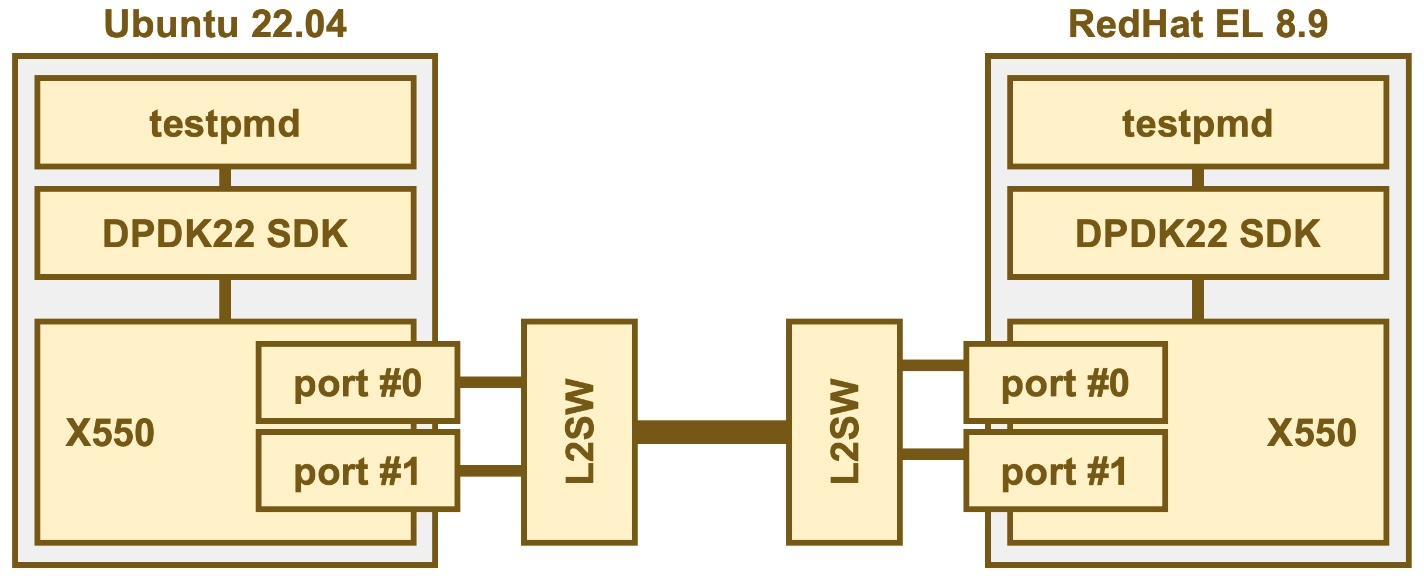 Ubuntu 22.04
testpmd
DPDK22 SDK
X550
port #0
port #1
L2SW
L2SW
RedHat EL 8.9
testpmd
DPDK22 SDK
port #0
port #1
X550